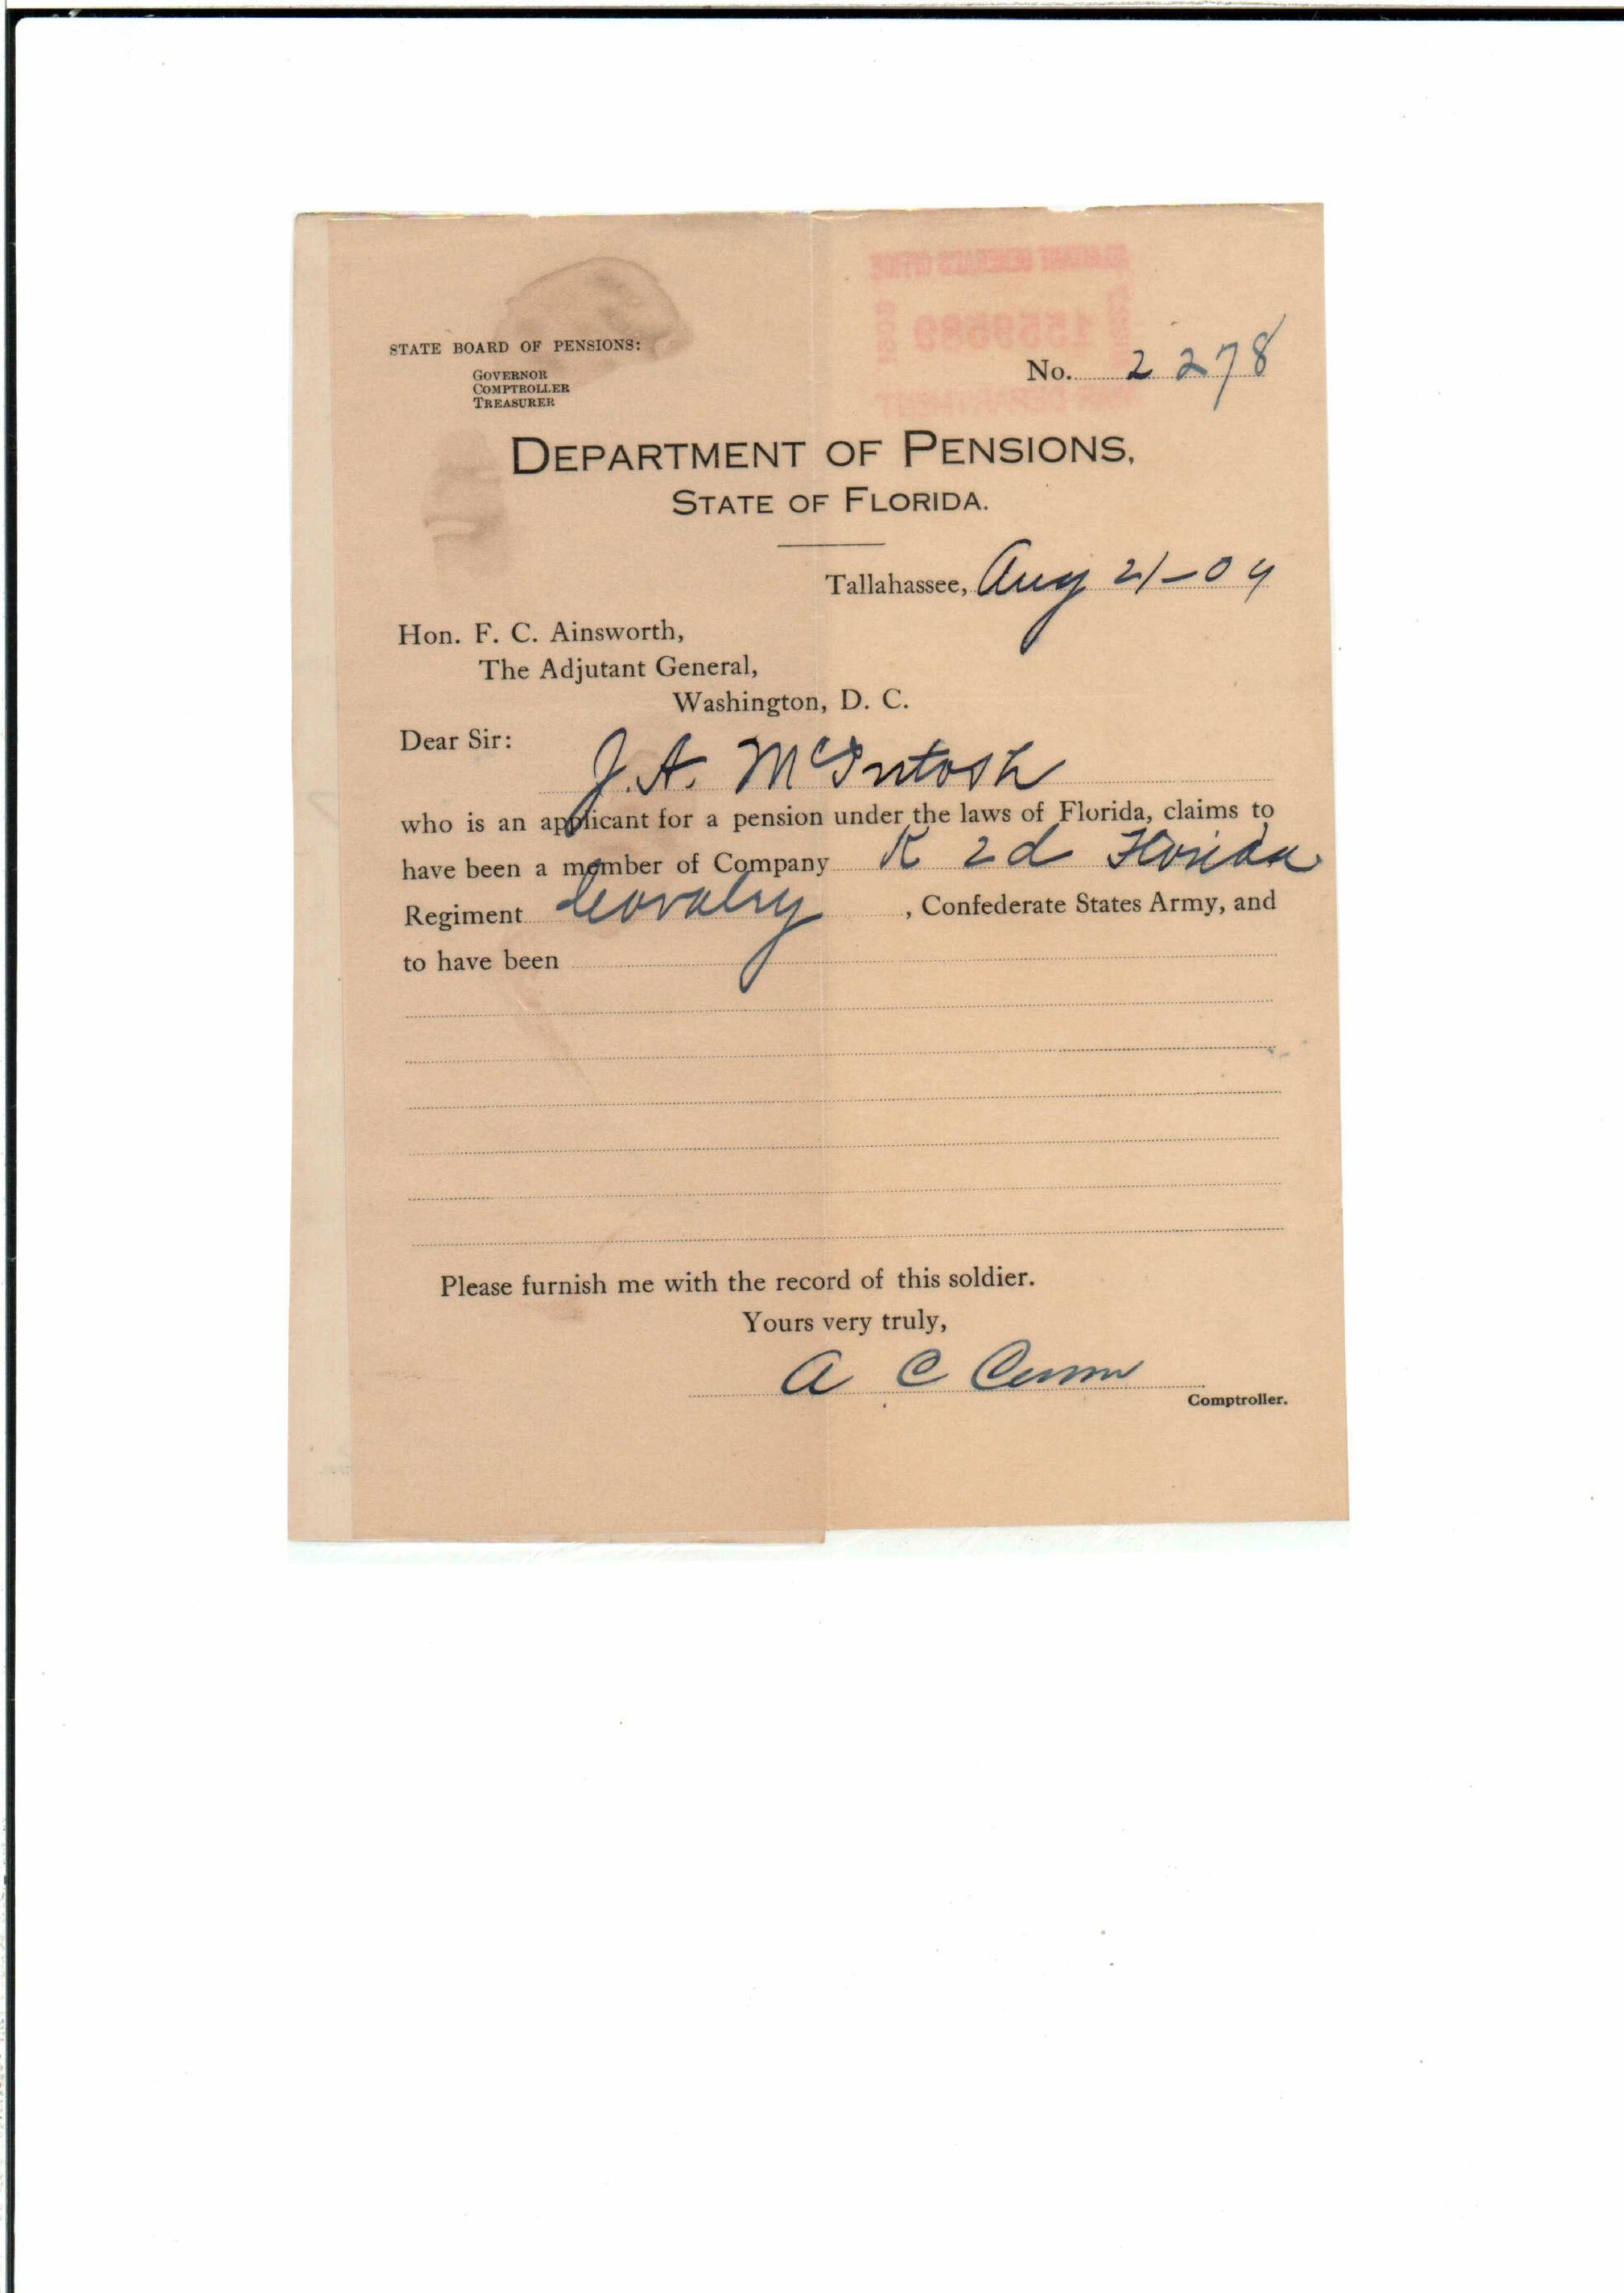 STATE BOARD OF PENSIONS:
GOVERNOR
COMPTROLLER
TREASURER
No. 2278
DEPARTMENT OF PENSIONS,
STATE OF FLORIDA.
Tallahassee, Aug 21-09
Hon. F. C. Ainsworth,
The Adjutant General,
Washington, D. C.
Dear Sir:
J. A. McIntosh
who is an applicant for a pension under the laws of Florida, claims to
have been a member of Company K 2d Florida
Regiment Cavalry, Confederate States Army, and
to have been
Please furnish me with the record of this soldier.
Yours very truly,
A C Croom
Comptroller.